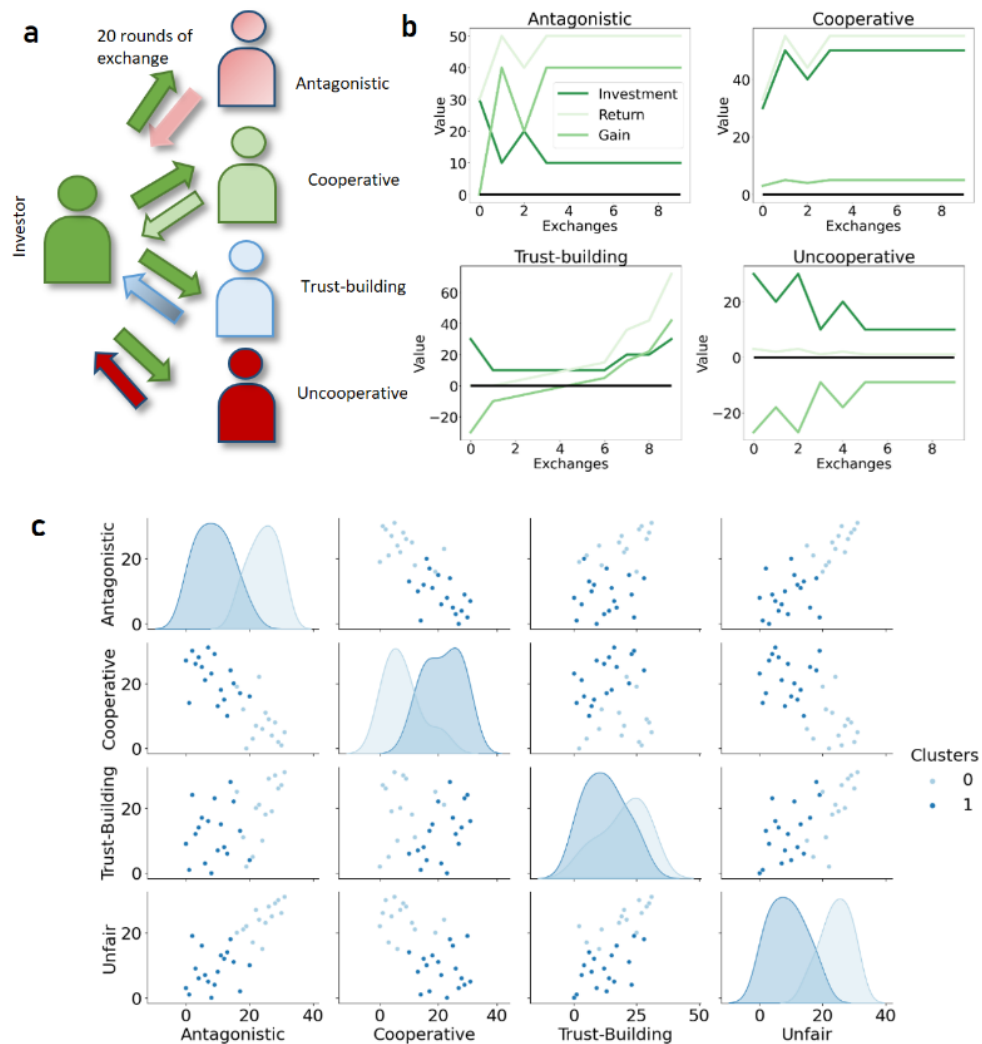 a
20 rounds of
exchange
Antagonistic
Cooperative
Trust-building
Uncooperative
Investor
b
Antagonistic
50
40
30
20
10
0
Value
Investment
Return
Gain
0 2 4 6 8
Exchanges
Cooperative
40
20
0
Value
0 2 4 6 8
Exchanges
Trust-building
60
40
20
0
−20
Value
0 2 4 6 8
Exchanges
Uncooperative
20
0
−20
Value
0 2 4 6 8
Exchanges
c
Antagonistic
20
0
Cooperative
20
0
Trust-Building
20
0
Unfair
20
0
0 20 40
Antagonistic
0 20 40
Cooperative
0 25 50
Trust-Building
0 20 40
Unfair
Clusters
0
1